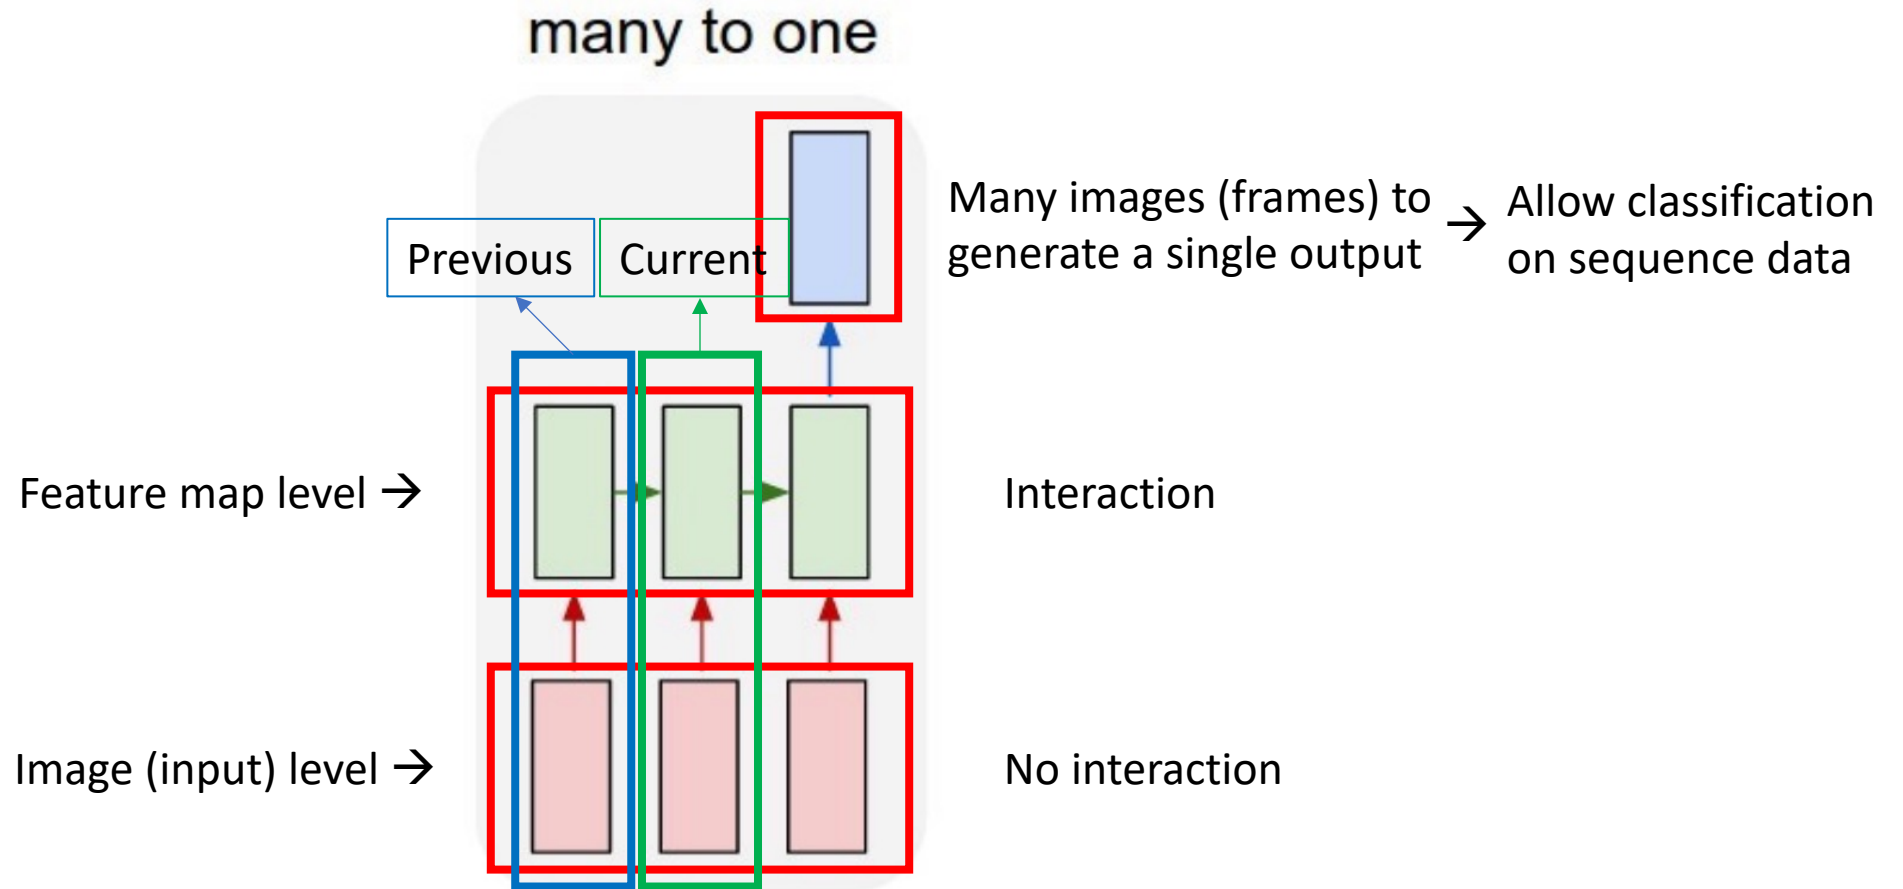 many to one
Many images (frames) to
generate a single output
→
Allow classification
on sequence data
Previous
Current
Feature map level →
Interaction
Image (input) level →
No interaction